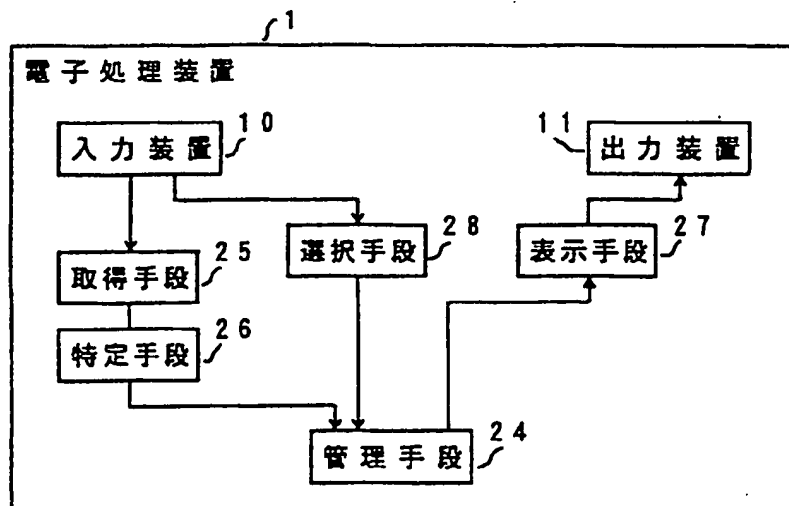 1
電子処理装置
10
入力装置
11
出力装置
28
選択手段
27
表示手段
25
取得手段
26
特定手段
24
管理手段